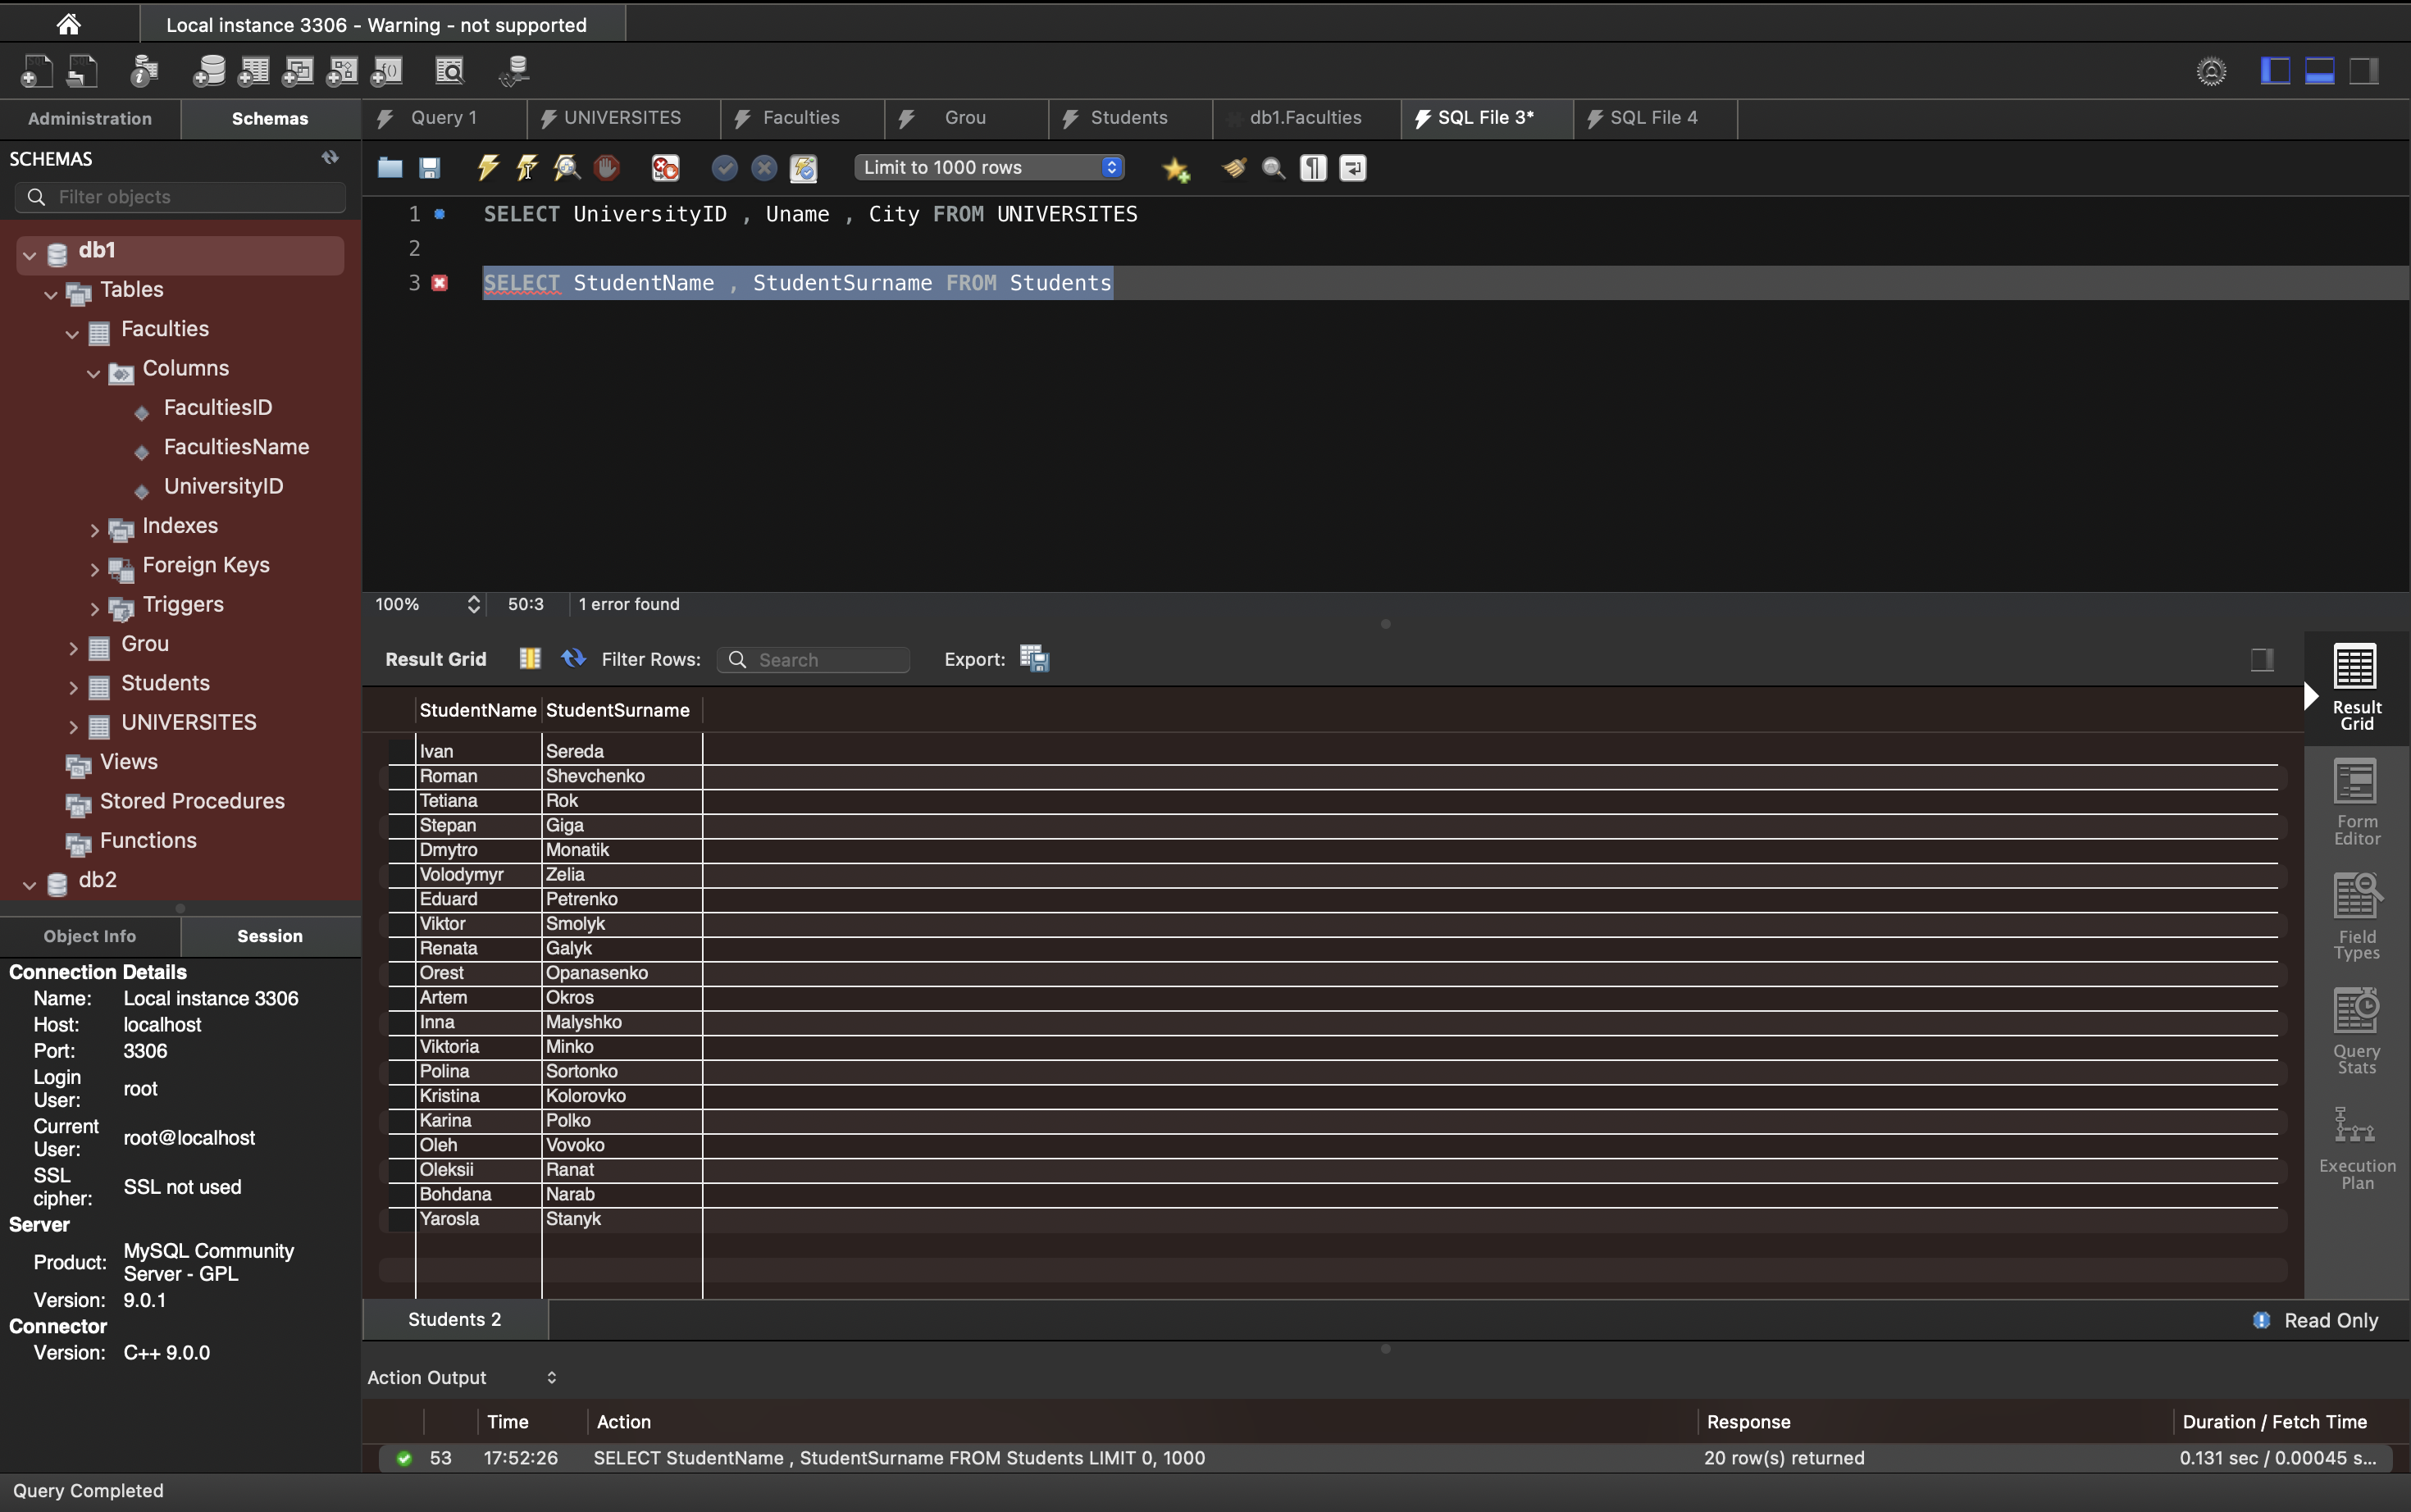 Local instance 3306 - Warning - not supported
Administration Schemas
Query 1 UNIVERSITES Faculties Grou Students db1.Faculties SQL File 3* SQL File 4
SCHEMAS
Limit to 1000 rows
Filter objects
1 SELECT UniversityID , Uname , City FROM UNIVERSITES
2
3 SELECT StudentName , StudentSurname FROM Students
db1
Tables
Faculties
Columns
FacultiesID
FacultiesName
UniversityID
Indexes
Foreign Keys
Triggers
Grou
Students
UNIVERSITES
Views
Stored Procedures
Functions
db2
100% 50:3 1 error found
Result Grid Filter Rows: Search Export:
StudentName StudentSurname
Ivan Sereda
Roman Shevchenko
Tetiana Rok
Stepan Giga
Dmytro Monatik
Volodymyr Zelia
Eduard Petrenko
Viktor Smolyk
Renata Galyk
Orest Opanasenko
Artem Okros
Inna Malyshko
Viktoria Minko
Polina Sortonko
Kristina Kolorovko
Karina Polko
Oleh Vovoko
Oleksii Ranat
Bohdana Narab
Yarosla Stanyk
Result
Grid
Form
Editor
Field
Types
Query
Stats
Execution
Plan
Object Info Session
Connection Details
Name: Local instance 3306
Host: localhost
Port: 3306
Login
User: root
Current
User: root@localhost
SSL
cipher: SSL not used
Server
Product: MySQL Community
Server - GPL
Version: 9.0.1
Connector
Version: C++ 9.0.0
Students 2 Read Only
Action Output
Time Action Response Duration / Fetch Time
53 17:52:26 SELECT StudentName , StudentSurname FROM Students LIMIT 0, 1000 20 row(s) returned 0.131 sec / 0.00045 s...
Query Completed